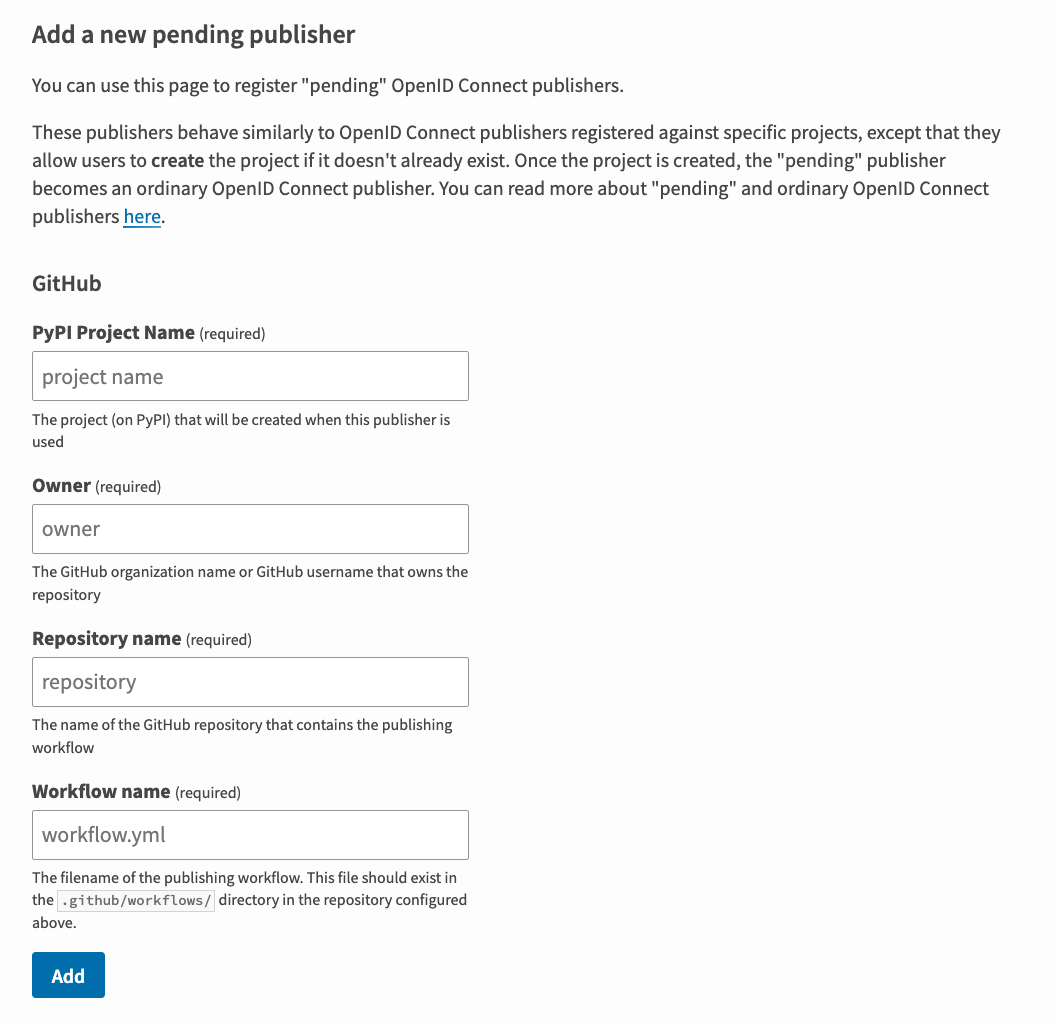 Add a new pending publisher
You can use this page to register "pending" OpenID Connect publishers.
These publishers behave similarly to OpenID Connect publishers registered against specific projects, except that they
allow users to create the project if it doesn't already exist. Once the project is created, the "pending" publisher
becomes an ordinary OpenID Connect publisher. You can read more about "pending" and ordinary OpenID Connect
publishers here.
GitHub
PyPI Project Name (required)
project name
The project (on PyPI) that will be created when this publisher is
used
Owner (required)
owner
The GitHub organization name or GitHub username that owns the
repository
Repository name (required)
repository
The name of the GitHub repository that contains the publishing
workflow
Workflow name (required)
workflow.yml
The filename of the publishing workflow. This file should exist in
the .github/workflows/ directory in the repository configured
above.
Add